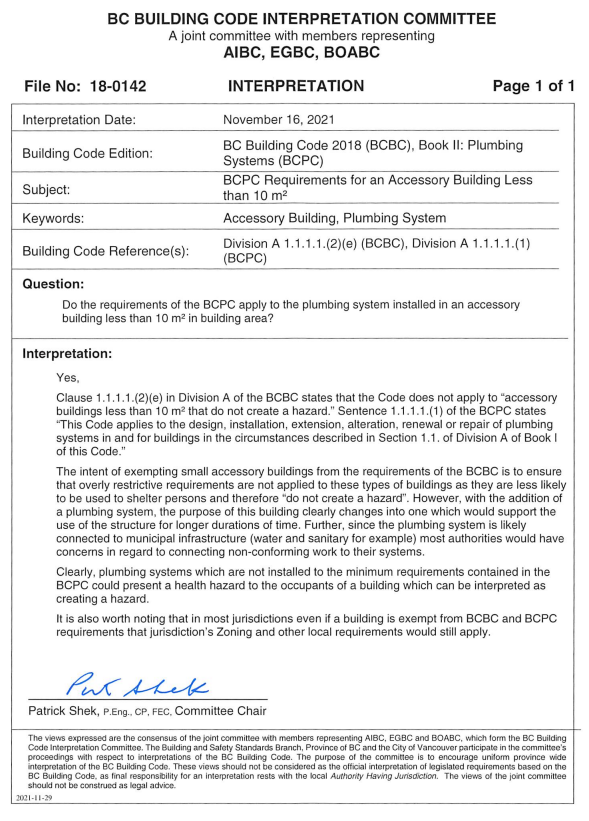 BC BUILDING CODE INTERPRETATION COMMITTEE
A joint committee with members representing
AIBC, EGBC, BOABC
File No: 18-0142 INTERPRETATION Page 1 of 1
Interpretation Date: November 16, 2021
Building Code Edition: BC Building Code 2018 (BCBC), Book II: Plumbing
Systems (BCPC)
Subject: BCPC Requirements for an Accessory Building Less
than 10 m²
Keywords: Accessory Building, Plumbing System
Building Code Reference(s): Division A 1.1.1.1.(2)(e) (BCBC), Division A 1.1.1.1.(1)
(BCPC)
Question:
Do the requirements of the BCPC apply to the plumbing system installed in an accessory
building less than 10 m² in building area?
Interpretation:
Yes,
Clause 1.1.1.1.(2)(e) in Division A of the BCBC states that the Code does not apply to “accessory
buildings less than 10 m² that do not create a hazard.” Sentence 1.1.1.1.(1) of the BCPC states
“This Code applies to the design, installation, extension, alteration, renewal or repair of plumbing
systems in and for buildings in the circumstances described in Section 1.1. of Division A of Book I
of this Code.”
The intent of exempting small accessory buildings from the requirements of the BCBC is to ensure
that overly restrictive requirements are not applied to these types of buildings as they are less likely
to be used to shelter persons and therefore “do not create a hazard”. However, with the addition of
a plumbing system, the purpose of this building clearly changes into one which would support the
use of the structure for longer durations of time. Further, since the plumbing system is likely
connected to municipal infrastructure (water and sanitary for example) most authorities would have
concerns in regard to connecting non-conforming work to their systems.
Clearly, plumbing systems which are not installed to the minimum requirements contained in the
BCPC could present a health hazard to the occupants of a building which can be interpreted as
creating a hazard.
It is also worth noting that in most jurisdictions even if a building is exempt from BCBC and BCPC
requirements that jurisdiction’s Zoning and other local requirements would still apply.
Patrick Shek, P.Eng., CP, FEC, Committee Chair
The views expressed are the consensus of the joint committee with members representing AIBC, EGBC and BOABC, which form the BC Building
Code Interpretation Committee. The Building and Safety Standards Branch, Province of BC and the City of Vancouver participate in the committee’s
proceedings with respect to interpretations of the BC Building Code. The purpose of the committee is to encourage uniform province wide
interpretation of the BC Building Code. These views should not be considered as the official interpretation of legislated requirements based on the
BC Building Code, as final responsibility for an interpretation rests with the local Authority Having Jurisdiction. The views of the joint committee
should not be construed as legal advice.
2021-11-29